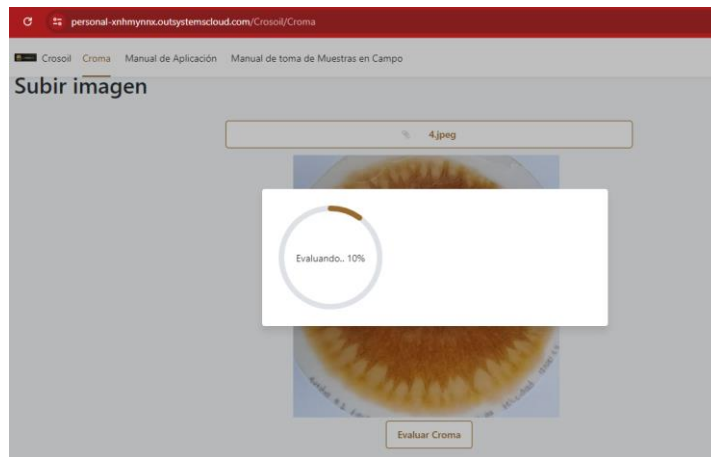 personal-xnhmynnx.outsystemscloud.com/Crosoil/Croma
Crosoil Croma Manual de Aplicación Manual de toma de Muestras en Campo
Subir imagen
4.jpeg
Evaluando.. 10%
Evaluar Croma